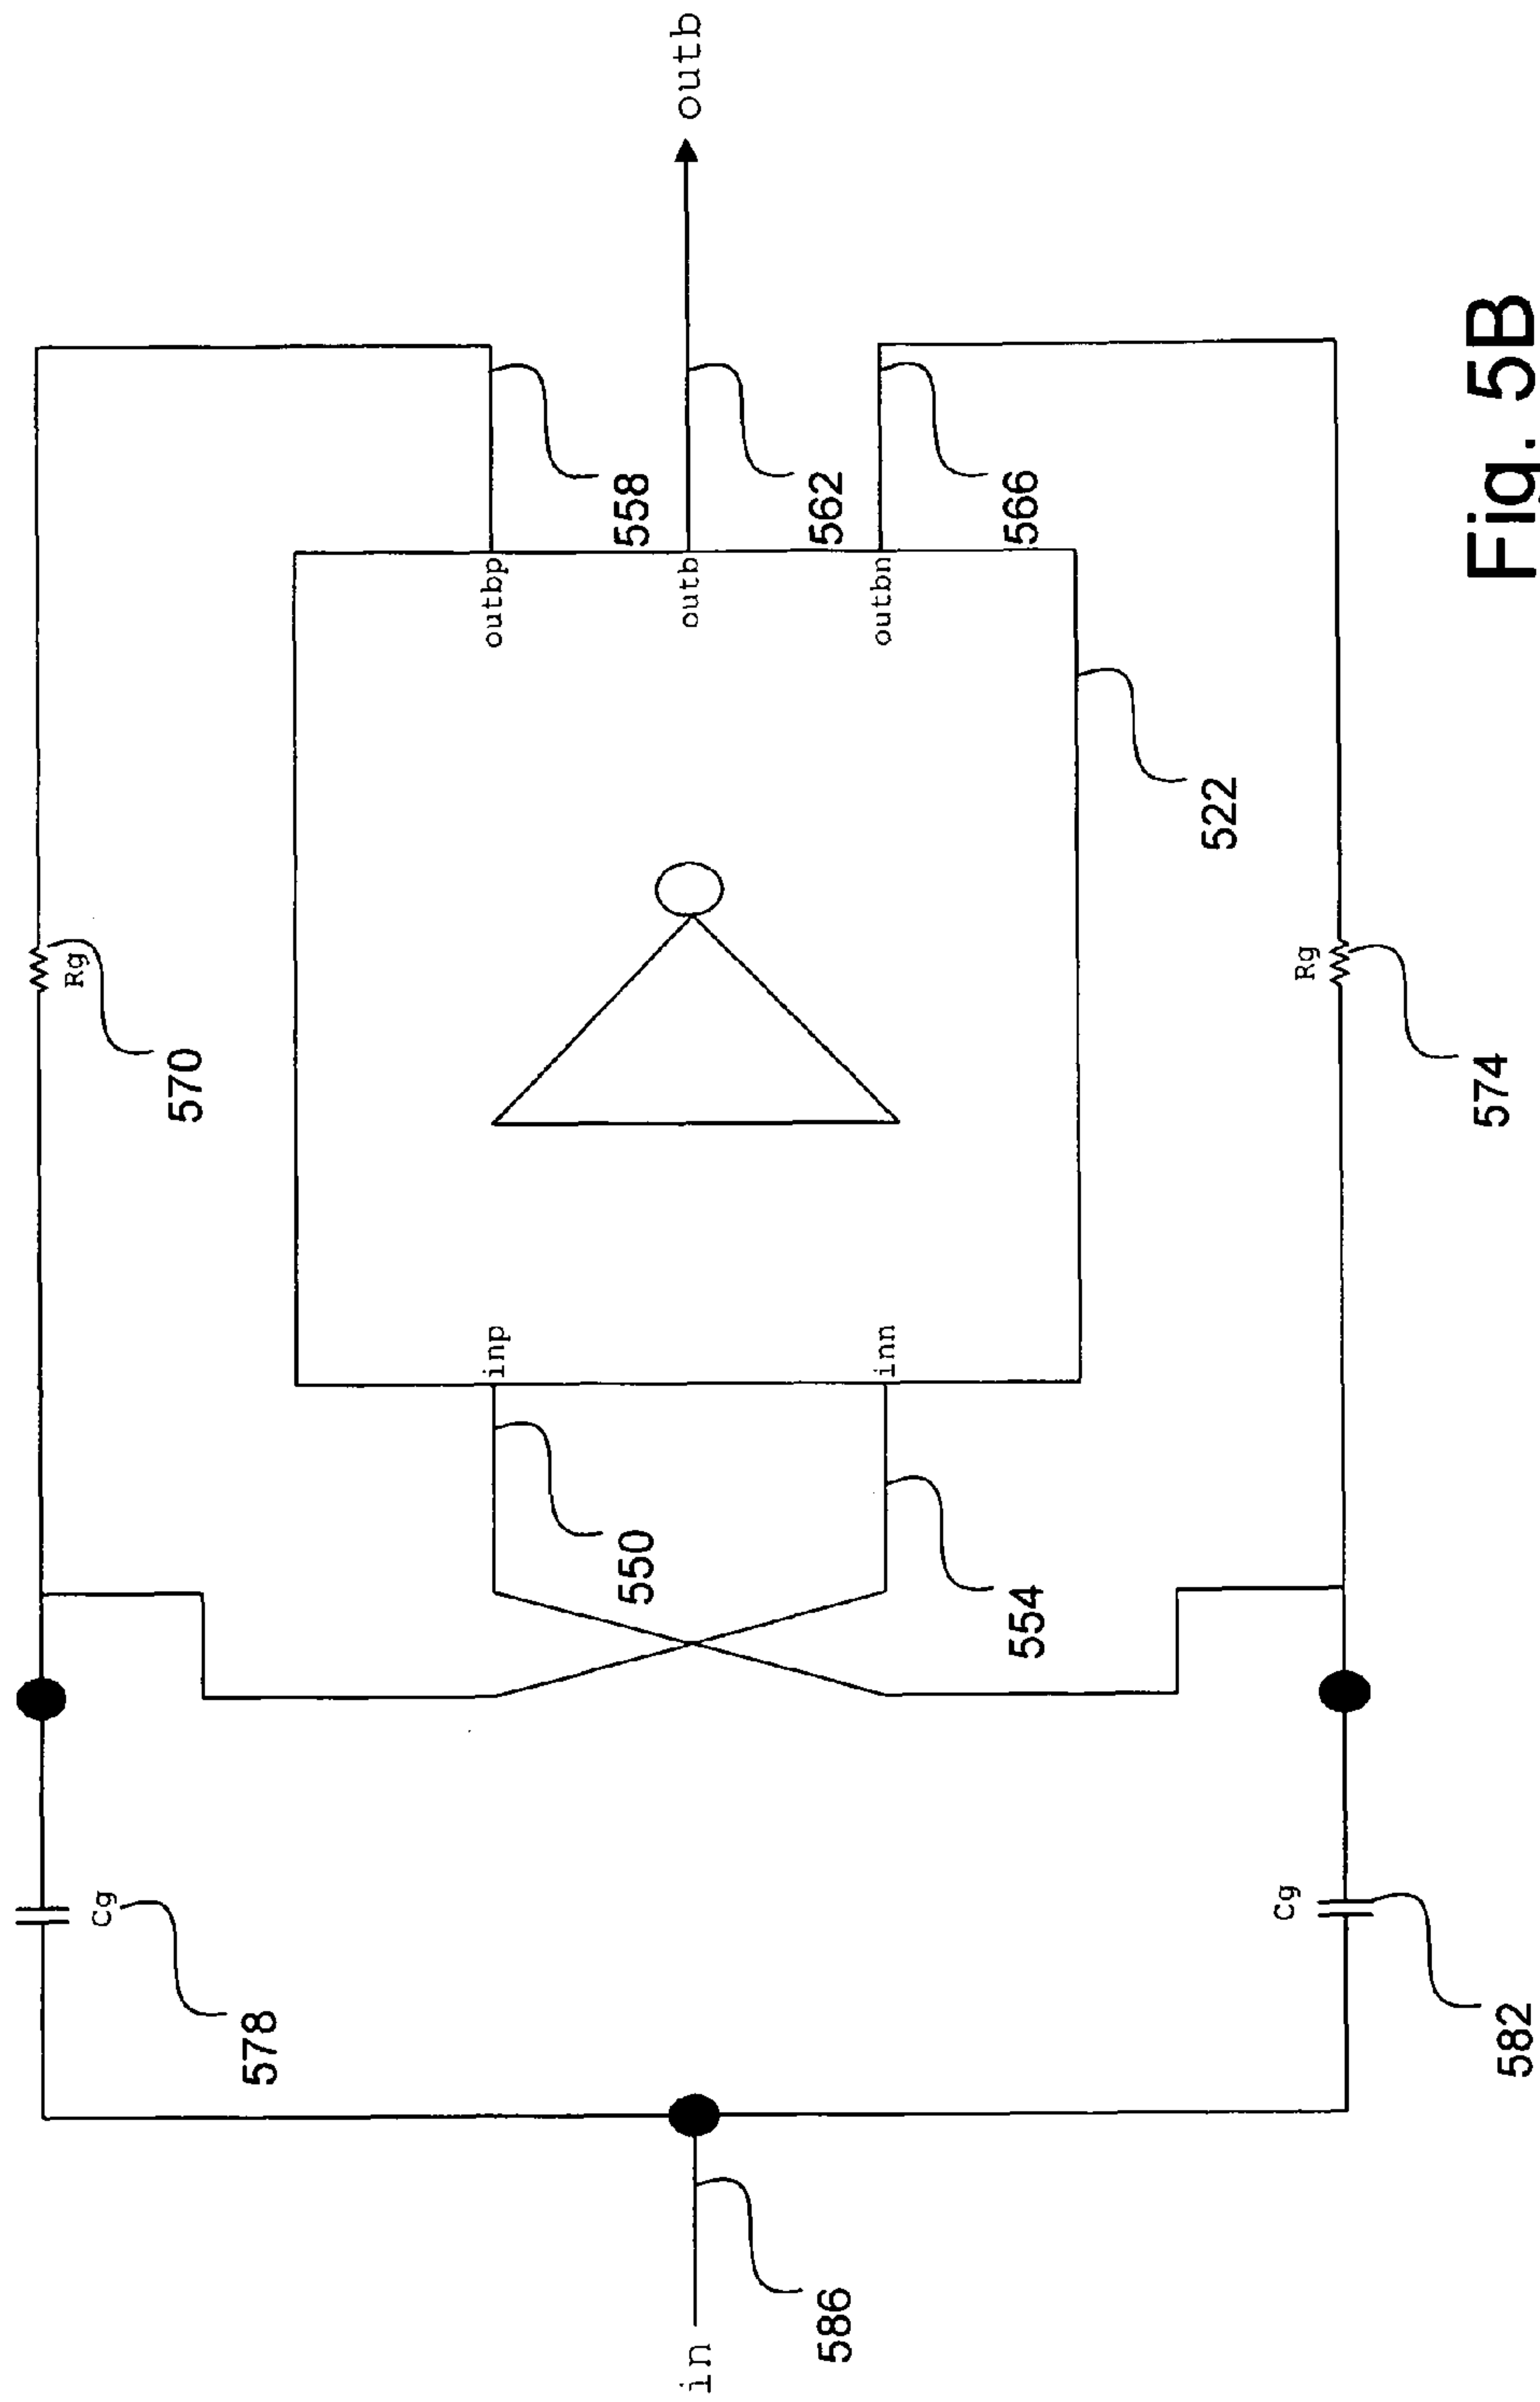 Rg
570
Cg
578
outbp
558
inp
550
outb
outb
562
in
586
outbn
566
inn
554
522
Rg
574
Cg
582
Fig. 5B